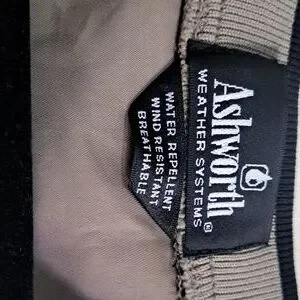 Ashworth
WEATHER SYSTEMS®
WATER REPELLENT
WIND RESISTANT
BREATHABLE